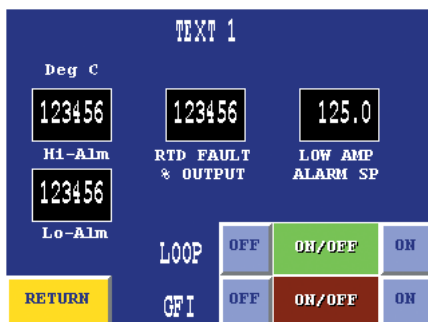 TEXT 1
Deg C
123456 123456 125.0
Hi-Alm RTD FAULT LOW AMP
% OUTPUT ALARM SP
123456
Lo-Alm
LOOP OFF ON/OFF ON
RETURN GFI OFF ON/OFF ON